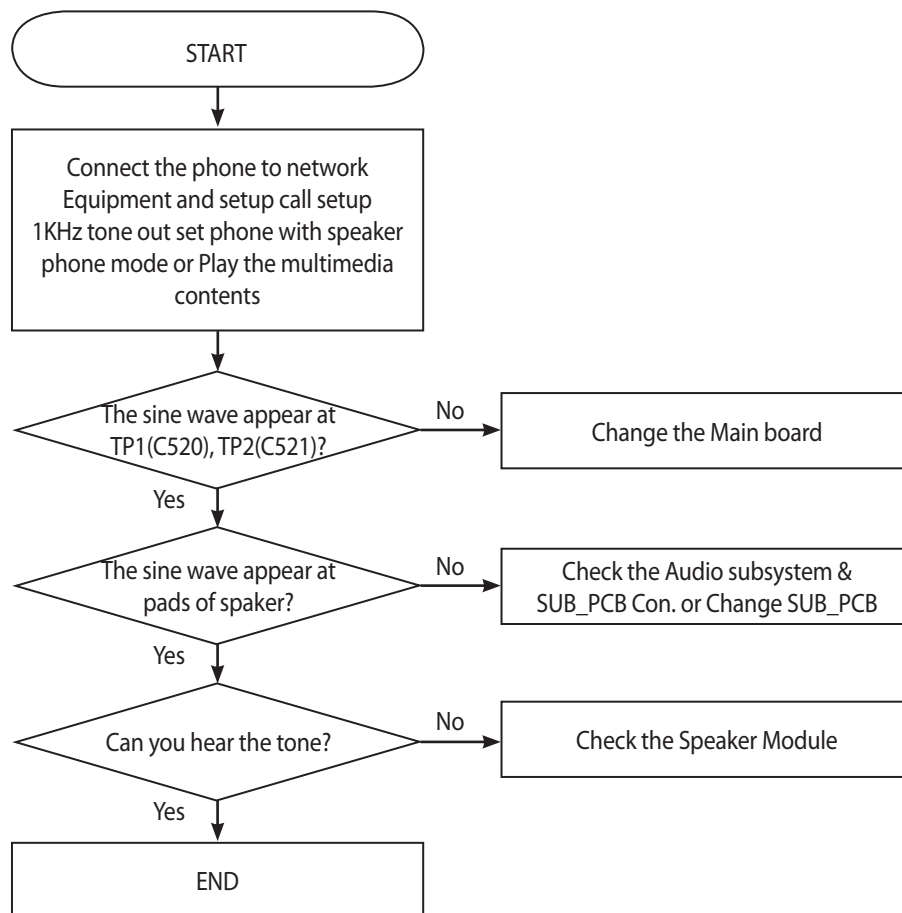 START
Connect the phone to network
Equipment and setup call setup
1KHz tone out set phone with speaker
phone mode or Play the multimedia
contents
The sine wave appear at
TP1(C520), TP2(C521)?
No
Change the Main board
Yes
The sine wave appear at
pads of spaker?
No
Check the Audio subsystem &
SUB_PCB Con. or Change SUB_PCB
Yes
Can you hear the tone?
No
Check the Speaker Module
Yes
END